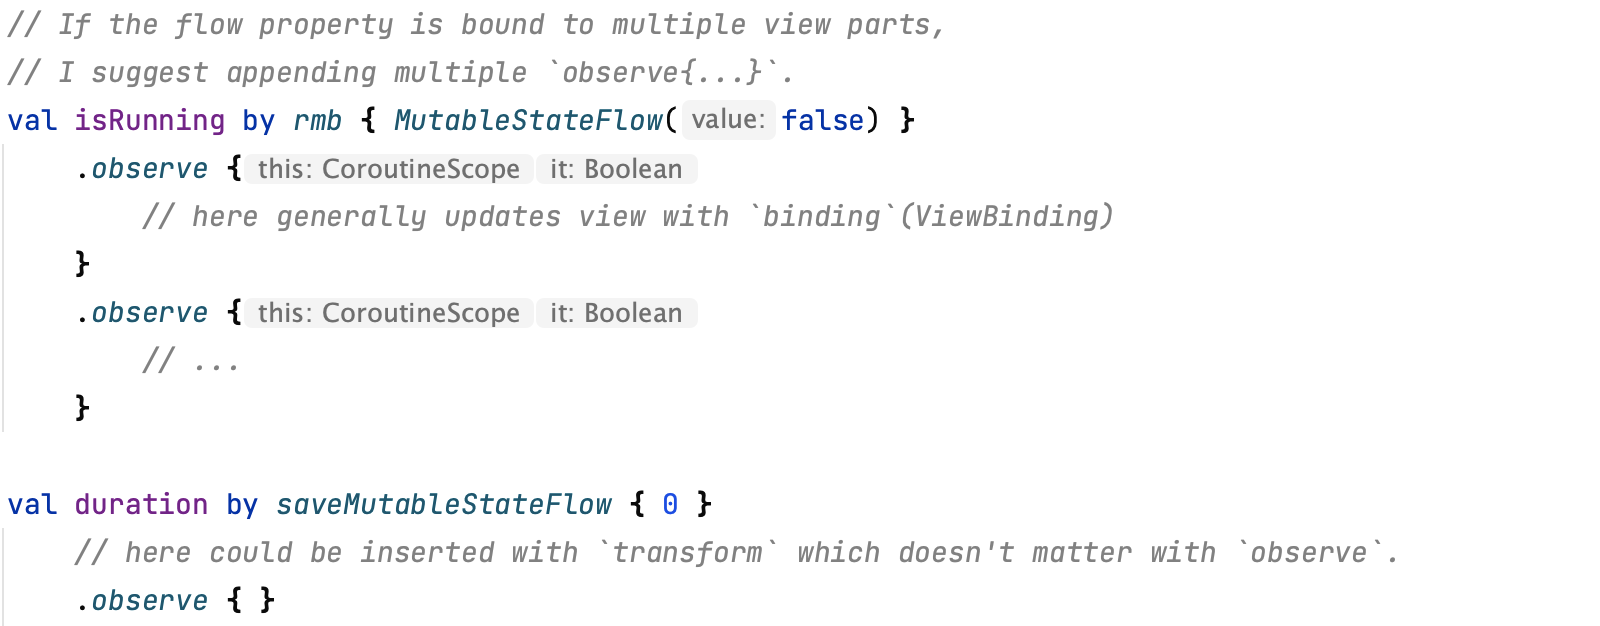 // If the flow property is bound to multiple view parts,
// I suggest appending multiple `observe{...}`.
val isRunning by rmb { MutableStateFlow( value: false) }
    .observe { this: CoroutineScope it: Boolean
        // here generally updates view with `binding`(ViewBinding)
    }
    .observe { this: CoroutineScope it: Boolean
        // ...
    }
val duration by saveMutableStateFlow { 0 }
    // here could be inserted with `transform` which doesn't matter with `observe`.
    .observe { }